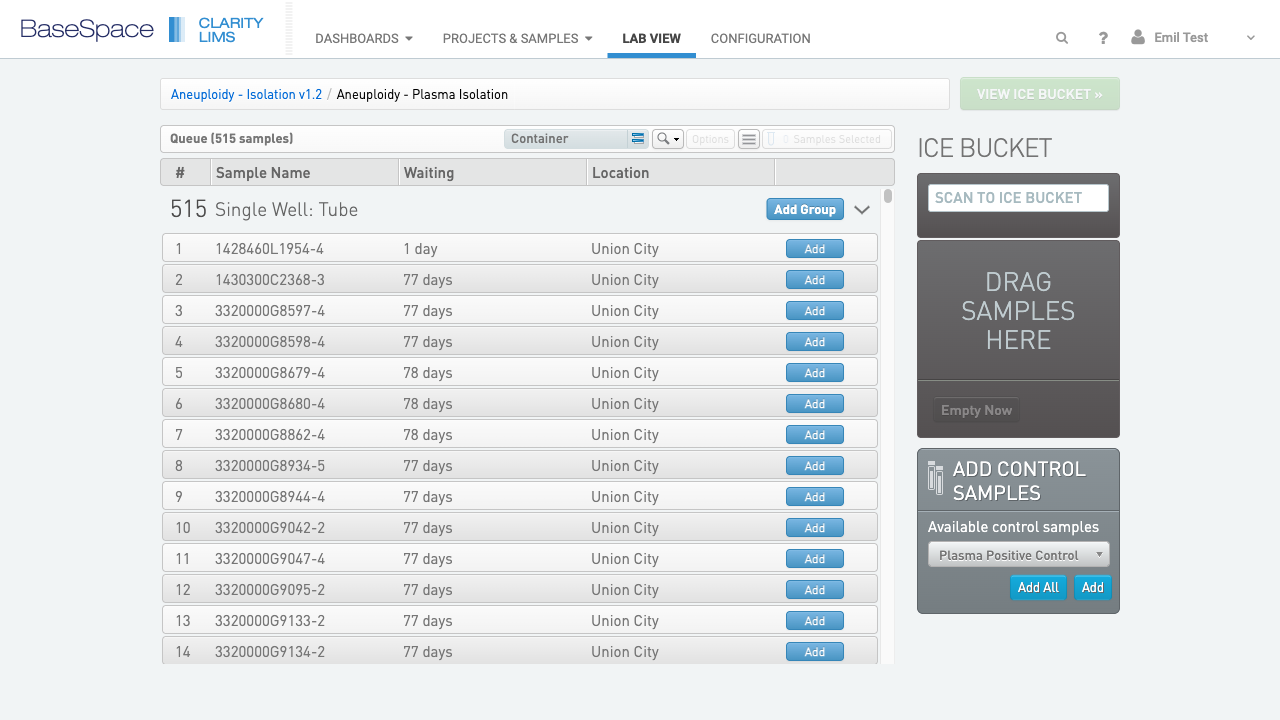 BaseSpace CLARITY LIMS
DASHBOARDS PROJECTS & SAMPLES LAB VIEW CONFIGURATION ? Emil Test
Aneuploidy - Isolation v1.2 / Aneuploidy - Plasma Isolation
VIEW ICE BUCKET »
Queue (515 samples) Container Options 0 Samples Selected
# Sample Name Waiting Location
515 Single Well: Tube Add Group
1 1428460L1954-4 1 day Union City Add
2 1430300C2368-3 77 days Union City Add
3 3320000G8597-4 77 days Union City Add
4 3320000G8598-4 77 days Union City Add
5 3320000G8679-4 78 days Union City Add
6 3320000G8680-4 78 days Union City Add
7 3320000G8862-4 78 days Union City Add
8 3320000G8934-5 77 days Union City Add
9 3320000G8944-4 77 days Union City Add
10 3320000G9042-2 77 days Union City Add
11 3320000G9047-4 77 days Union City Add
12 3320000G9095-2 77 days Union City Add
13 3320000G9133-2 77 days Union City Add
14 3320000G9134-2 77 days Union City Add
ICE BUCKET
SCAN TO ICE BUCKET
DRAG
SAMPLES
HERE
Empty Now
ADD CONTROL
SAMPLES
Available control samples
Plasma Positive Control
Add All Add